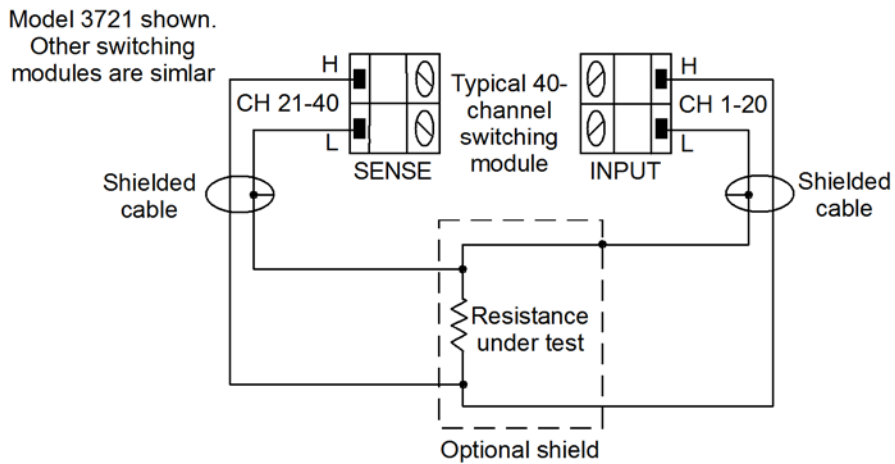 Model 3721 shown.
Other switching
modules are simlar
H
CH 21-40
L
SENSE
Typical 40-
channel
switching
module
H
CH 1-20
L
INPUT
Shielded
cable
Shielded
cable
Resistance
under test
Optional shield